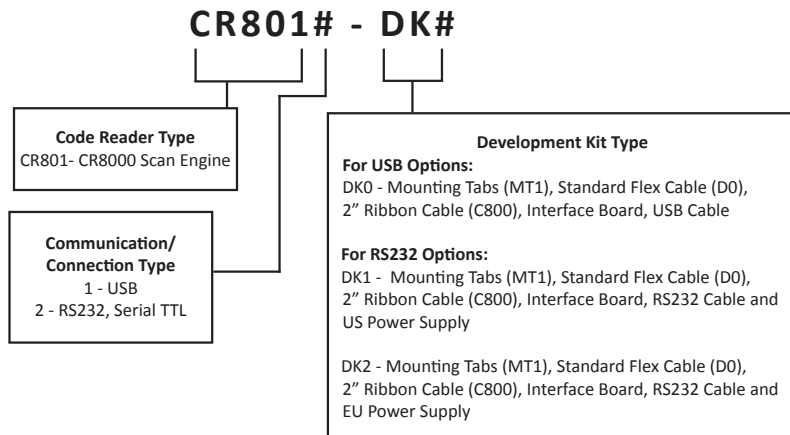 CR801# - DK#
Code Reader Type
CR801- CR8000 Scan Engine
Communication/
Connection Type
1 - USB
2 - RS232, Serial TTL
Development Kit Type
For USB Options:
DK0 - Mounting Tabs (MT1), Standard Flex Cable (D0),
2” Ribbon Cable (C800), Interface Board, USB Cable
For RS232 Options:
DK1 - Mounting Tabs (MT1), Standard Flex Cable (D0),
2” Ribbon Cable (C800), Interface Board, RS232 Cable and
US Power Supply
DK2 - Mounting Tabs (MT1), Standard Flex Cable (D0),
2” Ribbon Cable (C800), Interface Board, RS232 Cable and
EU Power Supply